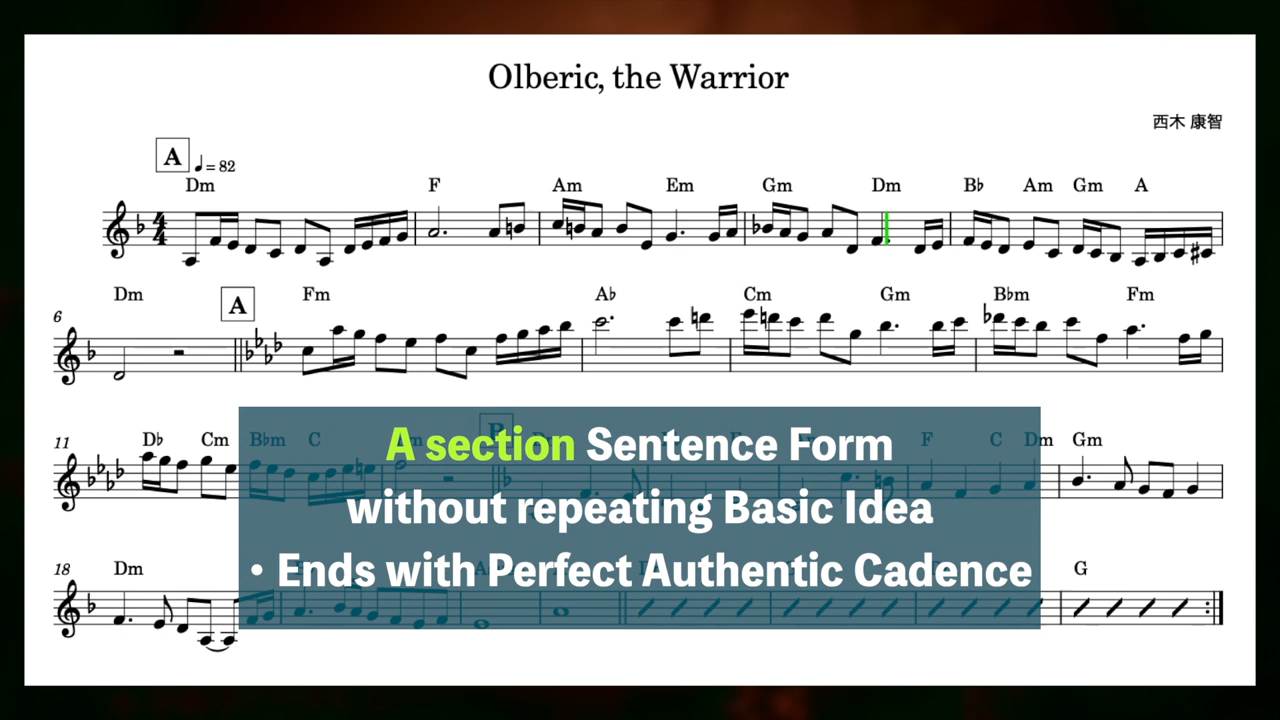 Olberic, the Warrior
西木 康智
A
♩= 82
Dm F Am Em Gm Dm B♭ Am Gm A
6
Dm
A
Fm A♭ Cm Gm B♭m Fm
11
D♭ Cm B♭m C F C Dm Gm
A section Sentence Form
without repeating Basic Idea
• Ends with Perfect Authentic Cadence
18
Dm G